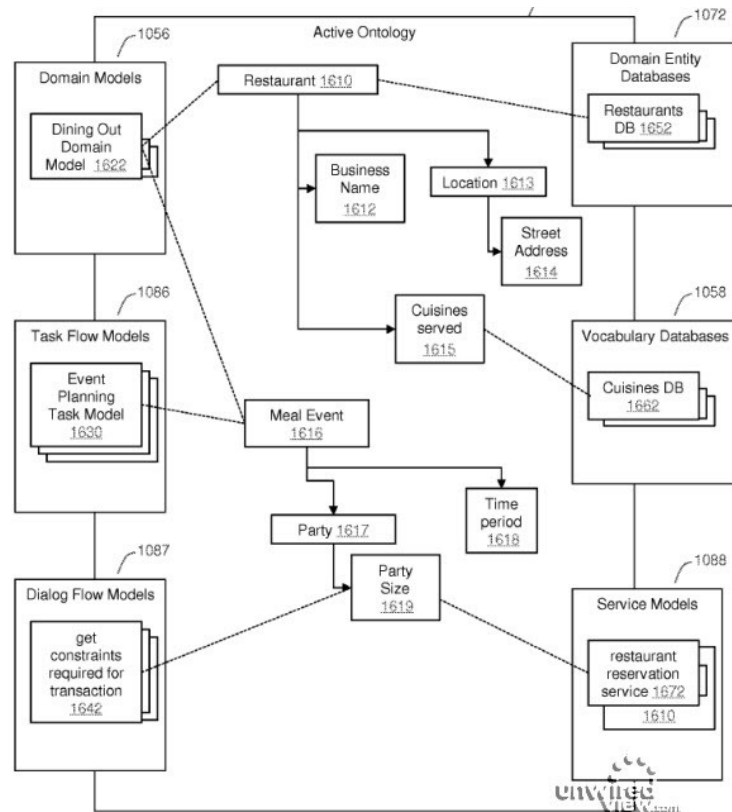 Active Ontology
1056
Domain Models
Dining Out
Domain
Model 1622
Restaurant 1610
Business
Name
1612
Location 1613
Street
Address
1614
Cuisines
served
1615
1072
Domain Entity
Databases
Restaurants
DB 1652
1086
Task Flow Models
Event
Planning
Task Model
1630
Meal Event
1616
Party 1617
Time
period
1618
Party
Size
1619
1058
Vocabulary Databases
Cuisines DB
1662
1087
Dialog Flow Models
get
constraints
required for
transaction
1642
1088
Service Models
restaurant
reservation
service 1672
1610
unwired
view.com